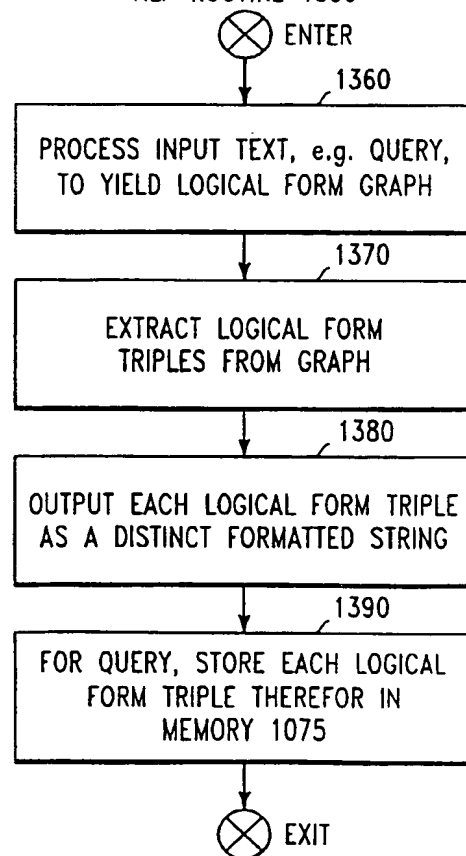 ENTER
1360
PROCESS INPUT TEXT, e.g. QUERY,
TO YIELD LOGICAL FORM GRAPH
1370
EXTRACT LOGICAL FORM
TRIPLES FROM GRAPH
1380
OUTPUT EACH LOGICAL FORM TRIPLE
AS A DISTINCT FORMATTED STRING
1390
FOR QUERY, STORE EACH LOGICAL
FORM TRIPLE THEREFOR IN
MEMORY 1075
EXIT